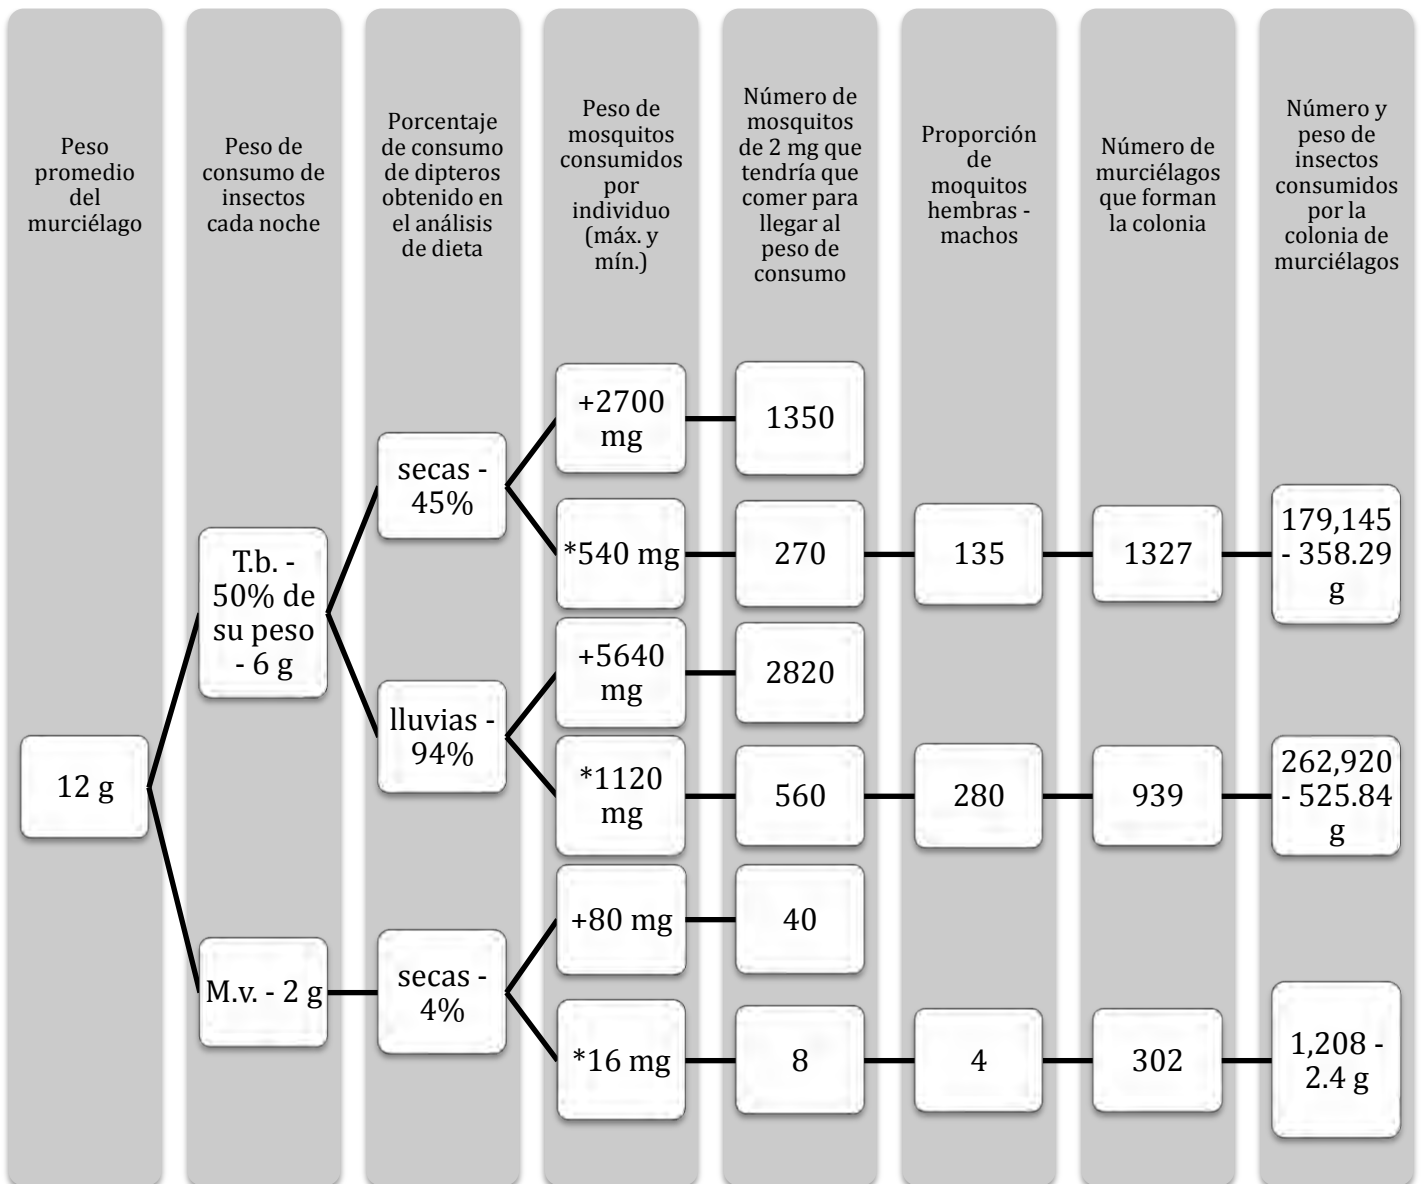 Peso
promedio
del
murciélago
Peso de
consumo de
insectos
cada noche
Porcentaje
de consumo
de dipteros
obtenido en
el análisis
de dieta
Peso de
mosquitos
consumidos
por
individuo
(máx. y
mín.)
Número de
mosquitos
de 2 mg que
tendría que
comer para
llegar al
peso de
consumo
Proporción
de
moquitos
hembras -
machos
Número de
murciélagos
que forman
la colonia
Número y
peso de
insectos
consumidos
por la
colonia de
murciélagos
12 g
T.b. -
50% de
su peso
- 6 g
M.v. - 2 g
secas -
45%
lluvias -
94%
secas -
4%
+2700
mg
*540 mg
+5640
mg
*1120
mg
+80 mg
*16 mg
1350
270
2820
560
40
8
135
280
4
1327
939
302
179,145
- 358.29
g
262,920
- 525.84
g
1,208 -
2.4 g